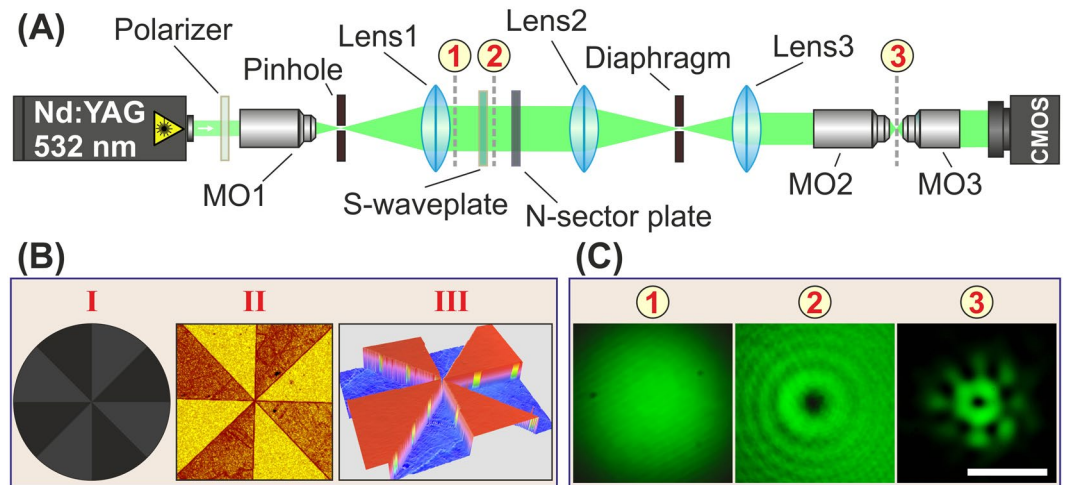 (A)
Polarizer
Pinhole
Lens1
1
2
Lens2
Diaphragm
Lens3
3
Nd:YAG
532 nm
CMOS
MO1
S-waveplate
N-sector plate
MO2
MO3
(B)
I
II
III
(C)
1
2
3